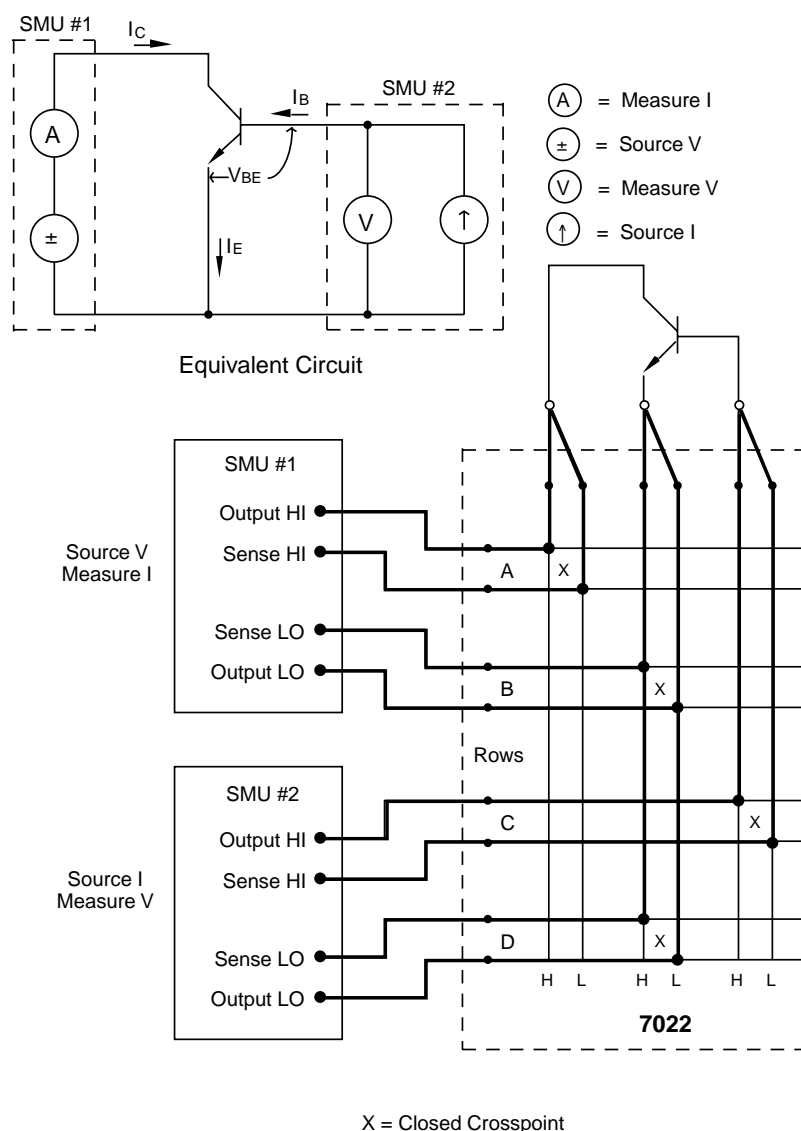 SMU #1
IC
IB
SMU #2
A
±
VBE
IE
V
↑
Equivalent Circuit
A = Measure I
± = Source V
V = Measure V
↑ = Source I
SMU #1
Output HI
Sense HI
Sense LO
Output LO
Source V
Measure I
A X
B X
Rows
SMU #2
Output HI
Sense HI
Sense LO
Output LO
Source I
Measure V
C X
D X
H L H L H L
7022
X = Closed Crosspoint